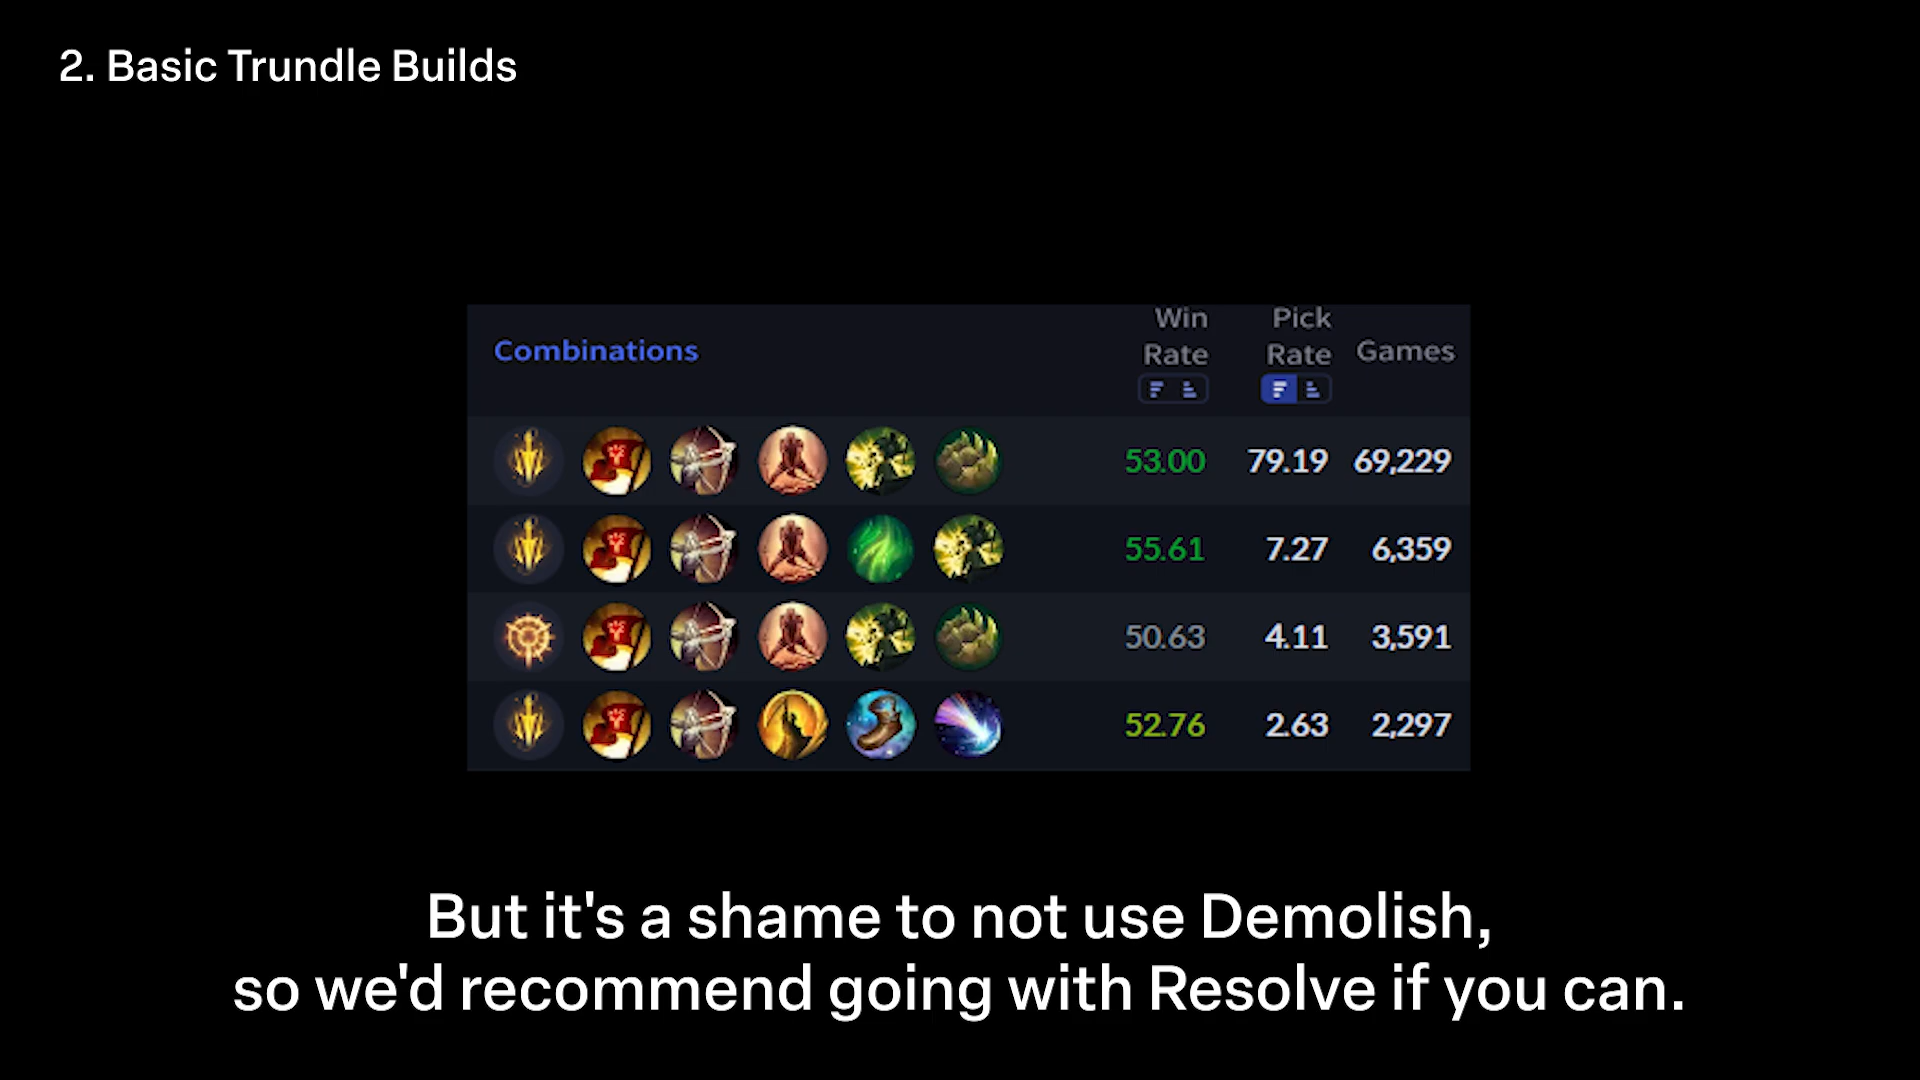 2. Basic Trundle Builds
Combinations
Win Rate
Pick Rate
Games
53.00 79.19 69,229
55.61 7.27 6,359
50.63 4.11 3,591
52.76 2.63 2,297
But it's a shame to not use Demolish,
so we'd recommend going with Resolve if you can.